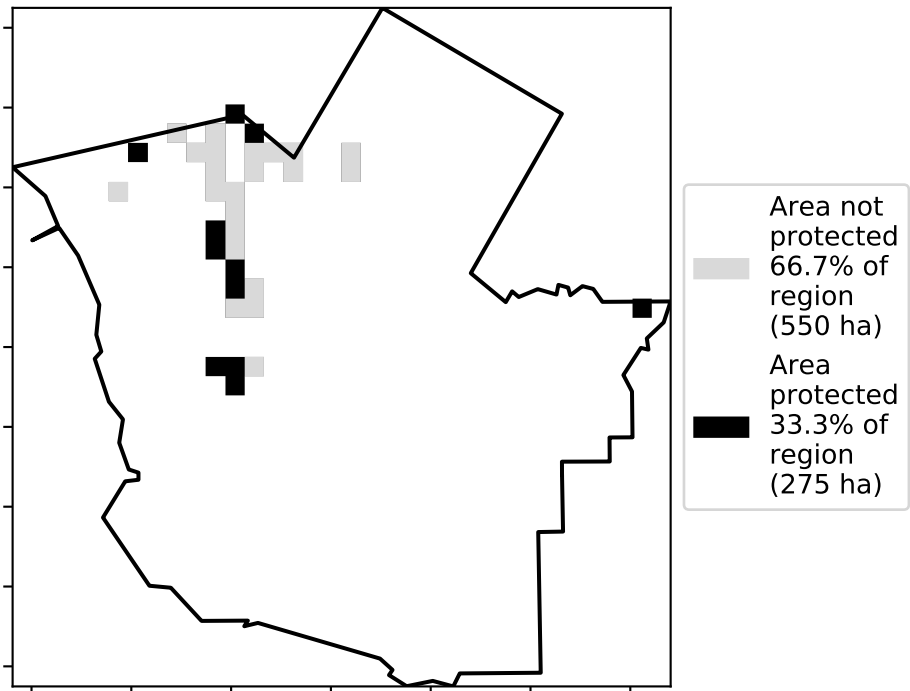 Area not
protected
66.7% of
region
(550 ha)
Area
protected
33.3% of
region
(275 ha)